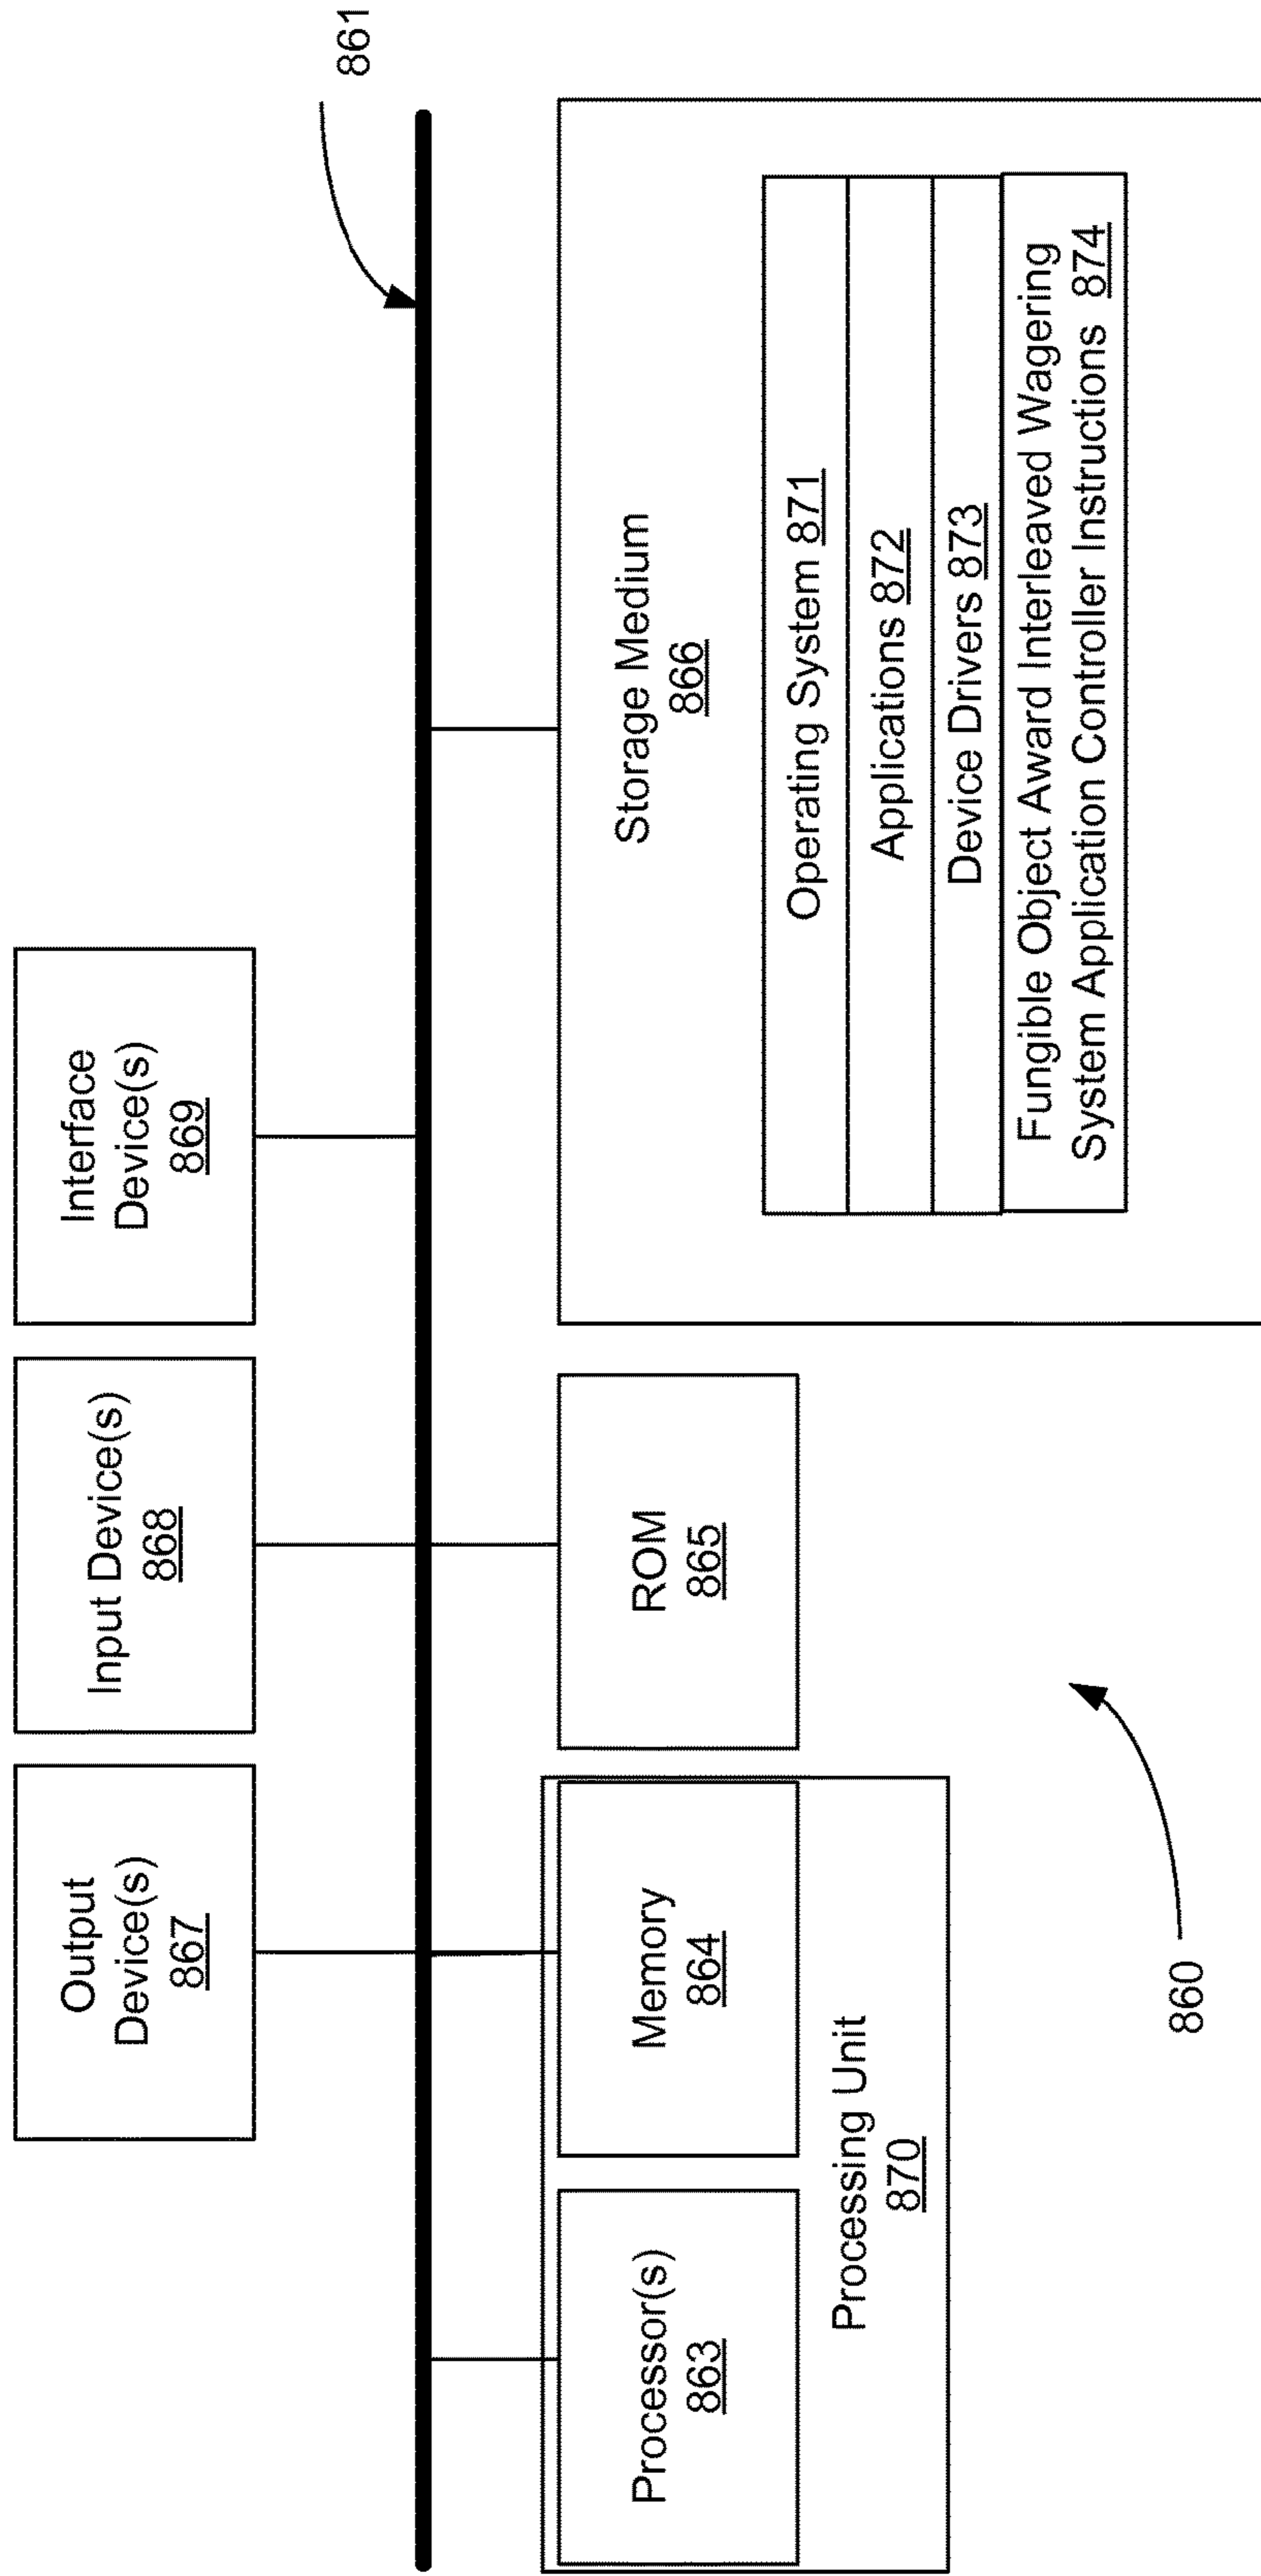 861
Output
Device(s)
867
Input Device(s)
868
Interface
Device(s)
869
Processor(s)
863
Memory
864
Processing Unit
870
ROM
865
Storage Medium
866
Operating System 871
Applications 872
Device Drivers 873
Fungible Object Award Interleaved Wagering
System Application Controller Instructions 874
860